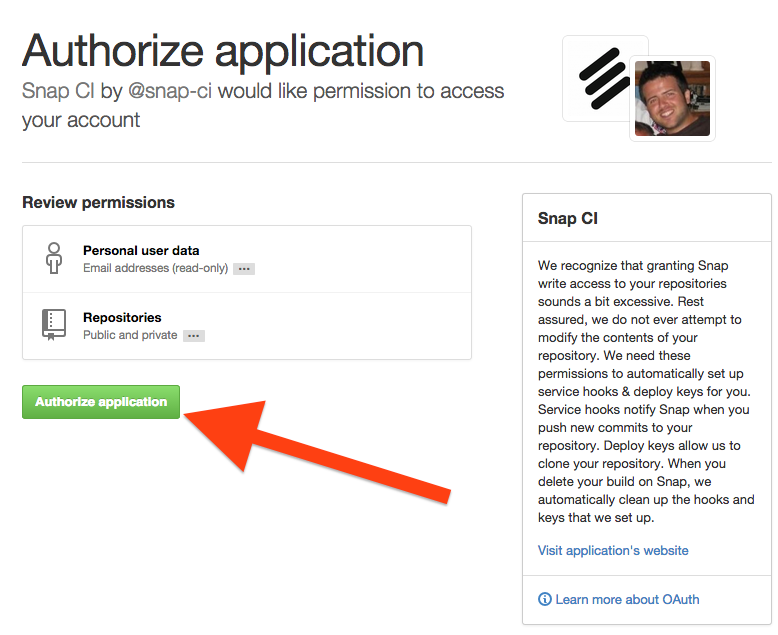 Authorize application
Snap CI by @snap-ci would like permission to access
your account
Review permissions
Personal user data
Email addresses (read-only) ···
Repositories
Public and private ···
Authorize application
Snap CI
We recognize that granting Snap
write access to your repositories
sounds a bit excessive. Rest
assured, we do not ever attempt to
modify the contents of your
repository. We need these
permissions to automatically set up
service hooks & deploy keys for you.
Service hooks notify Snap when you
push new commits to your
repository. Deploy keys allow us to
clone your repository. When you
delete your build on Snap, we
automatically clean up the hooks and
keys that we set up.
Visit application's website
Learn more about OAuth